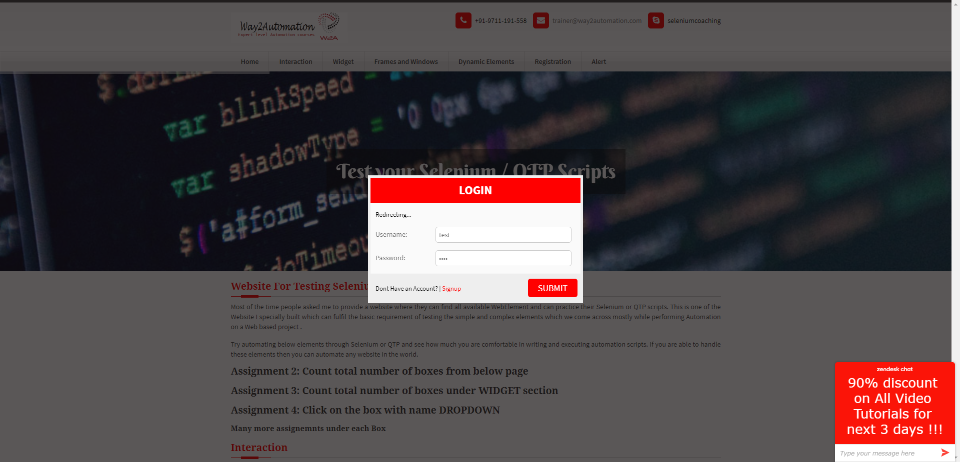 Way2Automation
+91-9711-191-558
trainer@way2automation.com
seleniumcoaching
Home Interaction Widget Frames and Windows Dynamic Elements Registration Alert
var blinkSpeed
var shadowType
var
$('a#form_send
$.doTimeou
Test your Selenium / QTP Scripts
LOGIN
Redirecting...
Username: test
Password: ••••
Dont Have an Account? | Signup SUBMIT
Website For Testing Seleniu
Most of the time people asked me to provide a website where they can find all available WebElement and can practice their Selenium or QTP scripts. This is one of the
Website I specially built which can fulfill the basic requirement of testing the simple and complex elements which we come across mostly while performing Automation
on a Web based project .
Try automating below elements through Selenium or QTP and see how much you are comfortable in writing and executing automation scripts. If you are able to handle
these elements then you can automate any website in the world.
Assignment 2: Count total number of boxes from below page
Assignment 3: Count total number of boxes under WIDGET section
Assignment 4: Click on the box with name DROPDOWN
Many more assignemnts under each Box
Interaction
zendesk chat
90% discount
on All Video
Tutorials for
next 3 days !!!
Type your message here